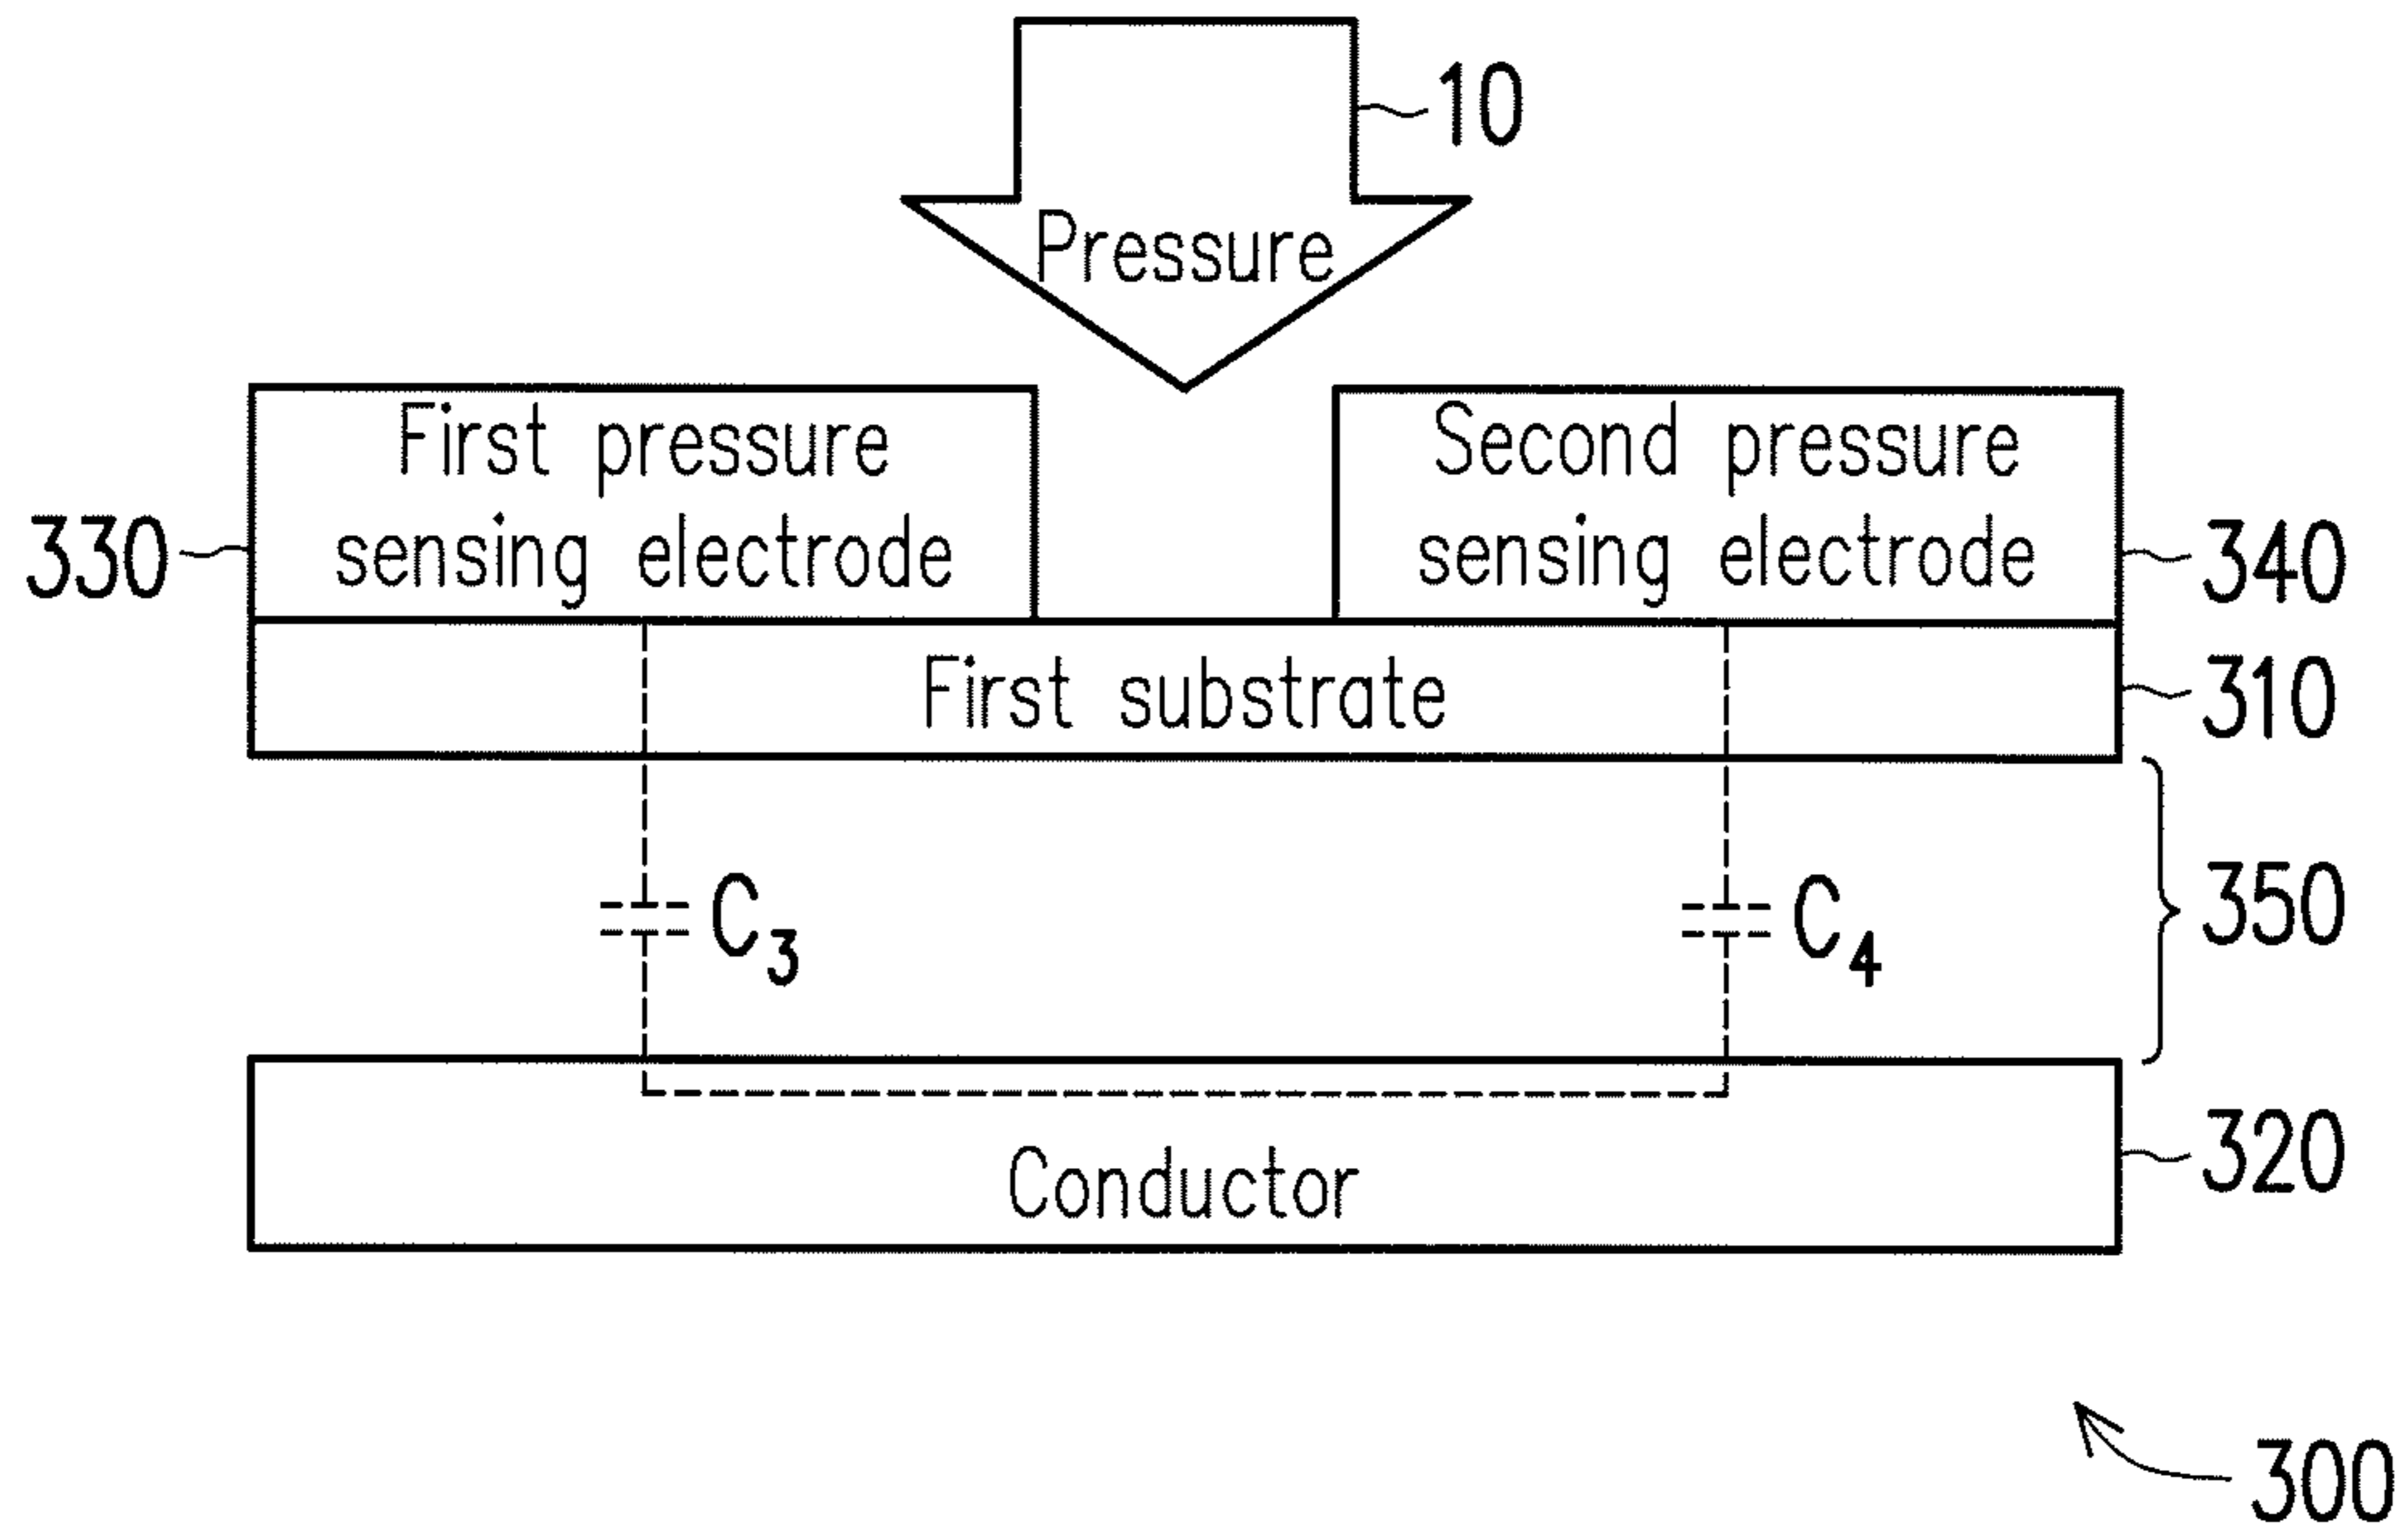 10
Pressure
First pressure
sensing electrode
Second pressure
sensing electrode
330
340
First substrate
310
C3
C4
350
Conductor
320
300